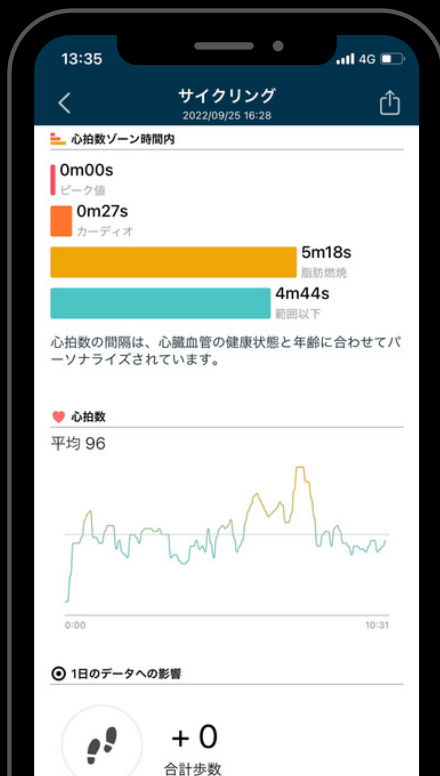 13:35
4G
サイクリング
2022/09/25 16:28
心拍数ゾーン時間内
0m00s
ピーク値
0m27s
カーディオ
5m18s
脂肪燃焼
4m44s
範囲以下
心拍数の間隔は、心臓血管の健康状態と年齢に合わせてパ
ーソナライズされています。
心拍数
平均 96
0:00
10:31
1日のデータへの影響
+ 0
合計歩数